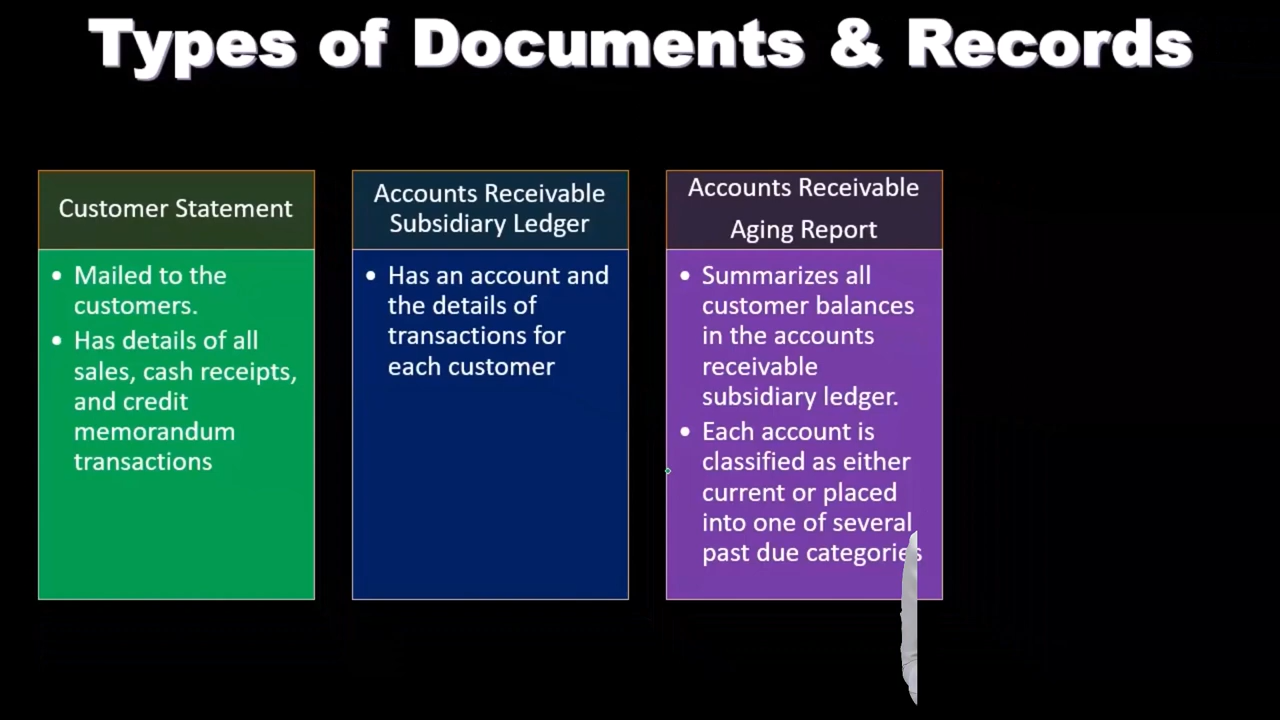 Types of Documents & Records
Customer Statement
• Mailed to the
customers.
• Has details of all
sales, cash receipts,
and credit
memorandum
transactions
Accounts Receivable
Subsidiary Ledger
• Has an account and
the details of
transactions for
each customer
Accounts Receivable
Aging Report
• Summarizes all
customer balances
in the accounts
receivable
subsidiary ledger.
• Each account is
classified as either
current or placed
into one of several
past due categories